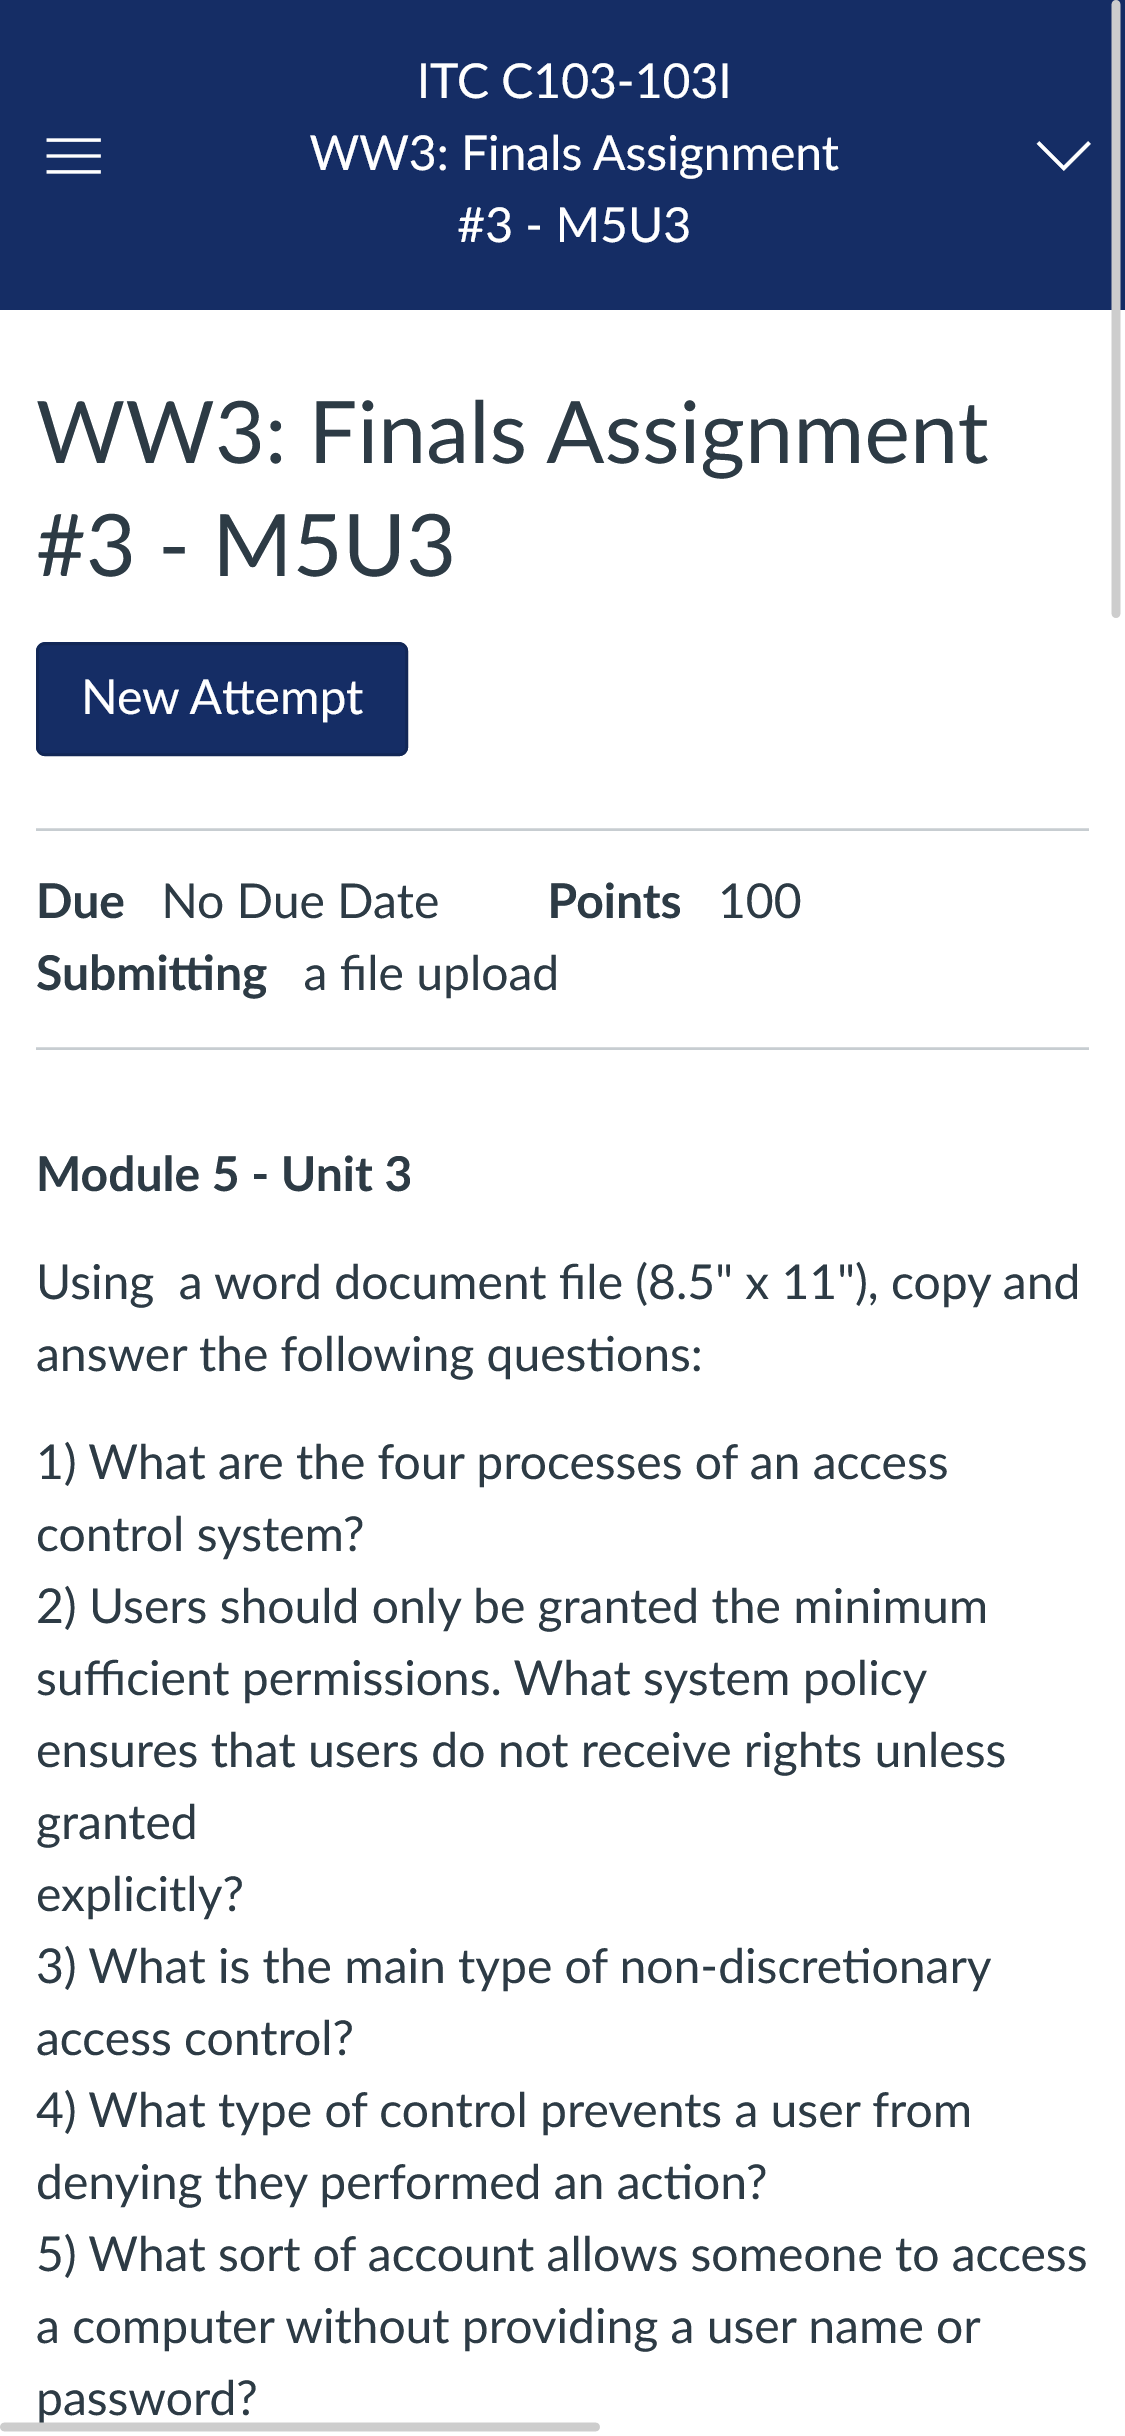 ITC C103-103I
WW3: Finals Assignment
#3 - M5U3
WW3: Finals Assignment
#3 - M5U3
New Attempt
Due No Due Date Points 100
Submitting a file upload
Module 5 - Unit 3
Using a word document file (8.5" x 11"), copy and
answer the following questions:
1) What are the four processes of an access
control system?
2) Users should only be granted the minimum
sufficient permissions. What system policy
ensures that users do not receive rights unless
granted
explicitly?
3) What is the main type of non-discretionary
access control?
4) What type of control prevents a user from
denying they performed an action?
5) What sort of account allows someone to access
a computer without providing a user name or
password?